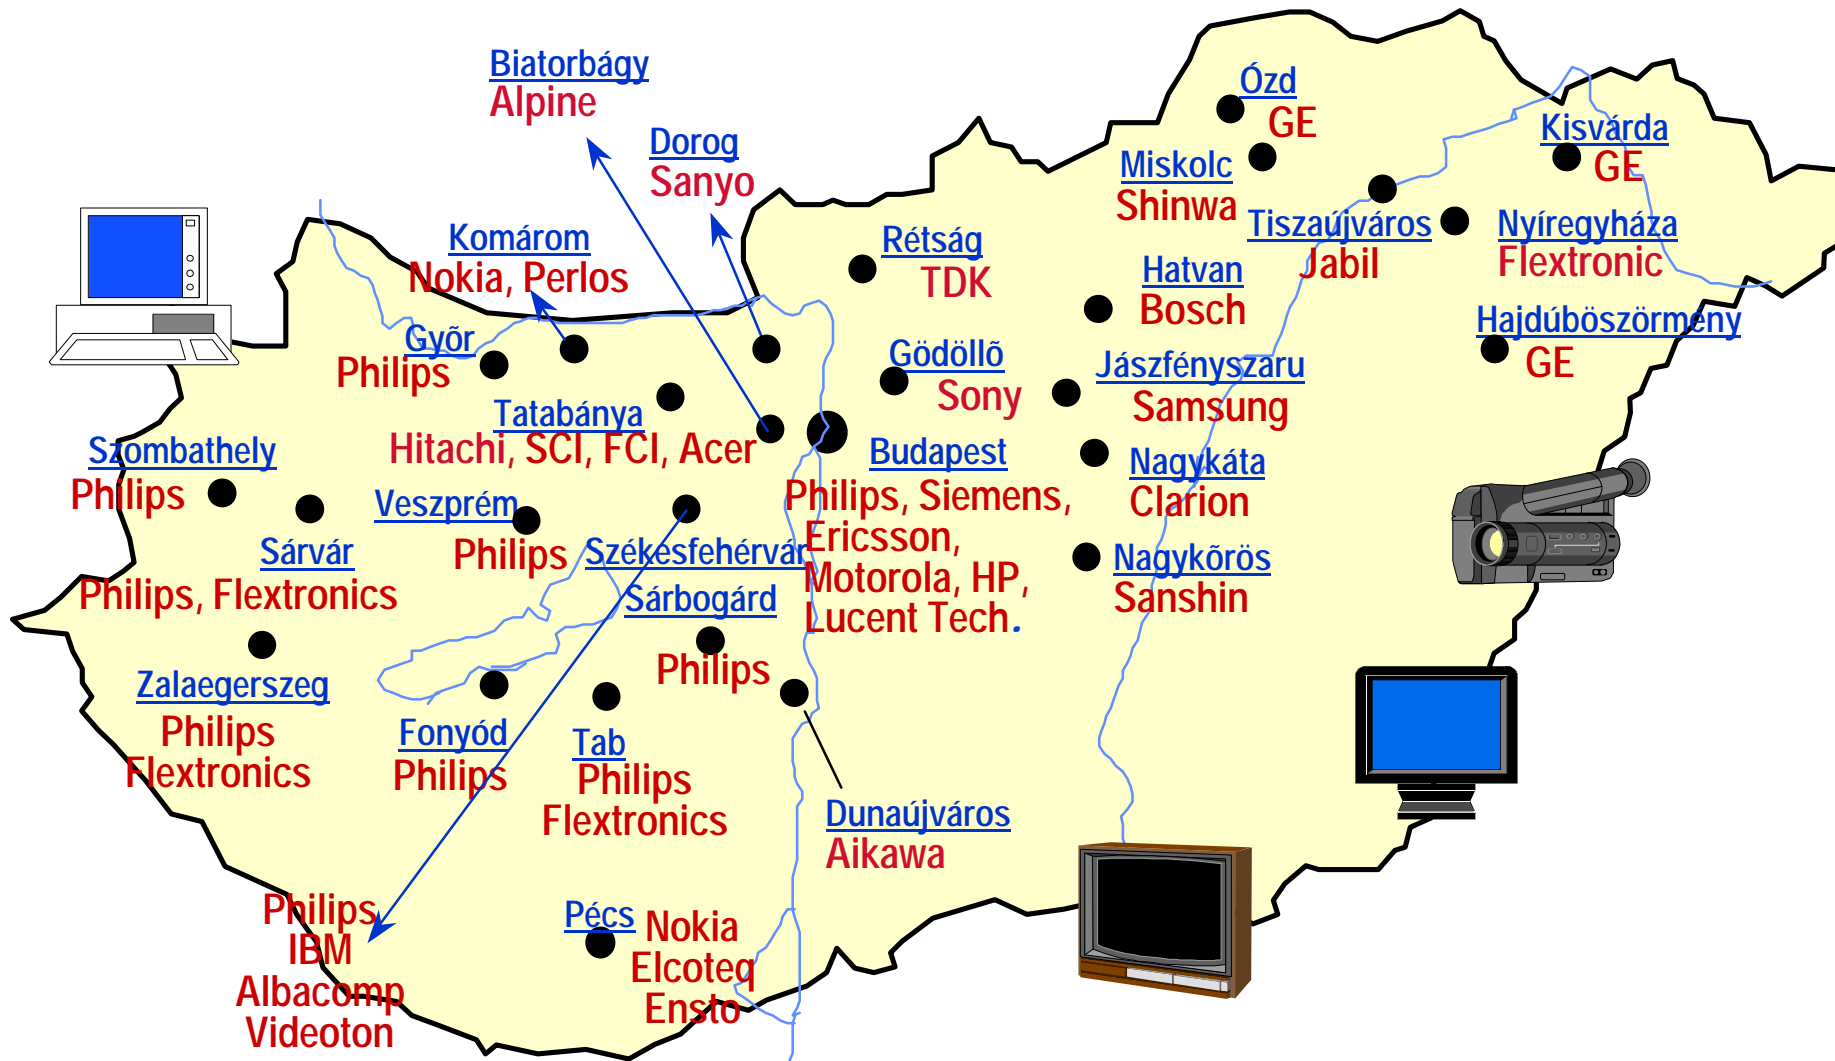 Biatorbágy
Alpine
Dorog
Sanyo
Komárom
Nokia, Perlos
Győr
Philips
Tatabánya
Hitachi, SCI, FCI, Acer
Szombathely
Philips
Sárvár
Philips, Flextronics
Veszprém
Philips
Székesfehérvár
Sárbogárd
Philips
Zalaegerszeg
Philips
Flextronics
Fonyód
Philips
Tab
Philips
Flextronics
Dunaújváros
Aikawa
Philips
IBM
Albacomp
Videoton
Pécs
Nokia
Elcoteq
Ensto
Rétság
TDK
Gödöllõ
Sony
Budapest
Philips, Siemens,
Ericsson,
Motorola, HP,
Lucent Tech.
Ózd
GE
Miskolc
Shinwa
Tiszaújváros
Jabil
Kisvárda
GE
Nyíregyháza
Flextronic
Hatvan
Bosch
Hajdúböszörmény
GE
Jászfényszaru
Samsung
Nagykáta
Clarion
Nagykõrös
Sanshin